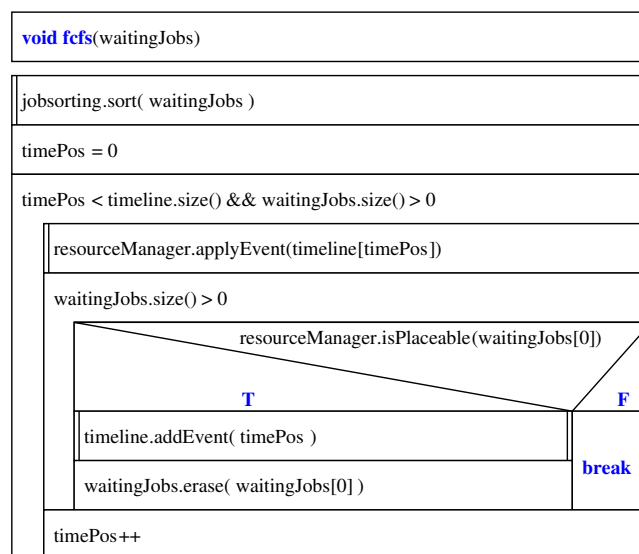 void fcfs(waitingJobs)
jobsorting.sort( waitingJobs )
timePos = 0
timePos < timeline.size() && waitingJobs.size() > 0
resourceManager.applyEvent(timeline[timePos])
waitingJobs.size() > 0
resourceManager.isPlaceable(waitingJobs[0])
T F
timeline.addEvent( timePos )
break
waitingJobs.erase( waitingJobs[0] )
timePos++